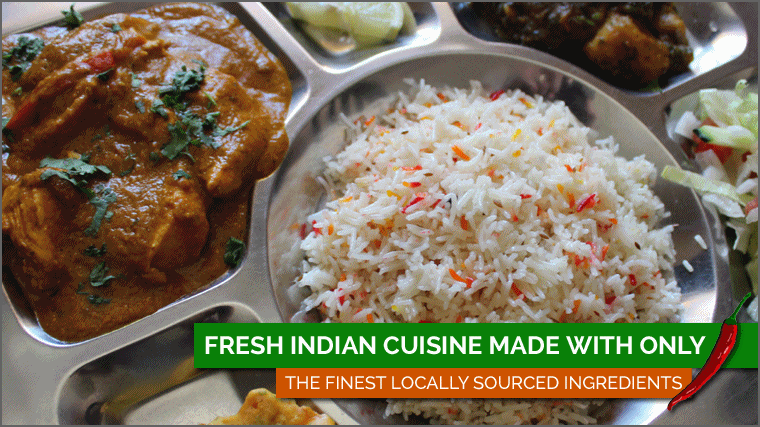 FRESH INDIAN CUISINE MADE WITH ONLY
THE FINEST LOCALLY SOURCED INGREDIENTS